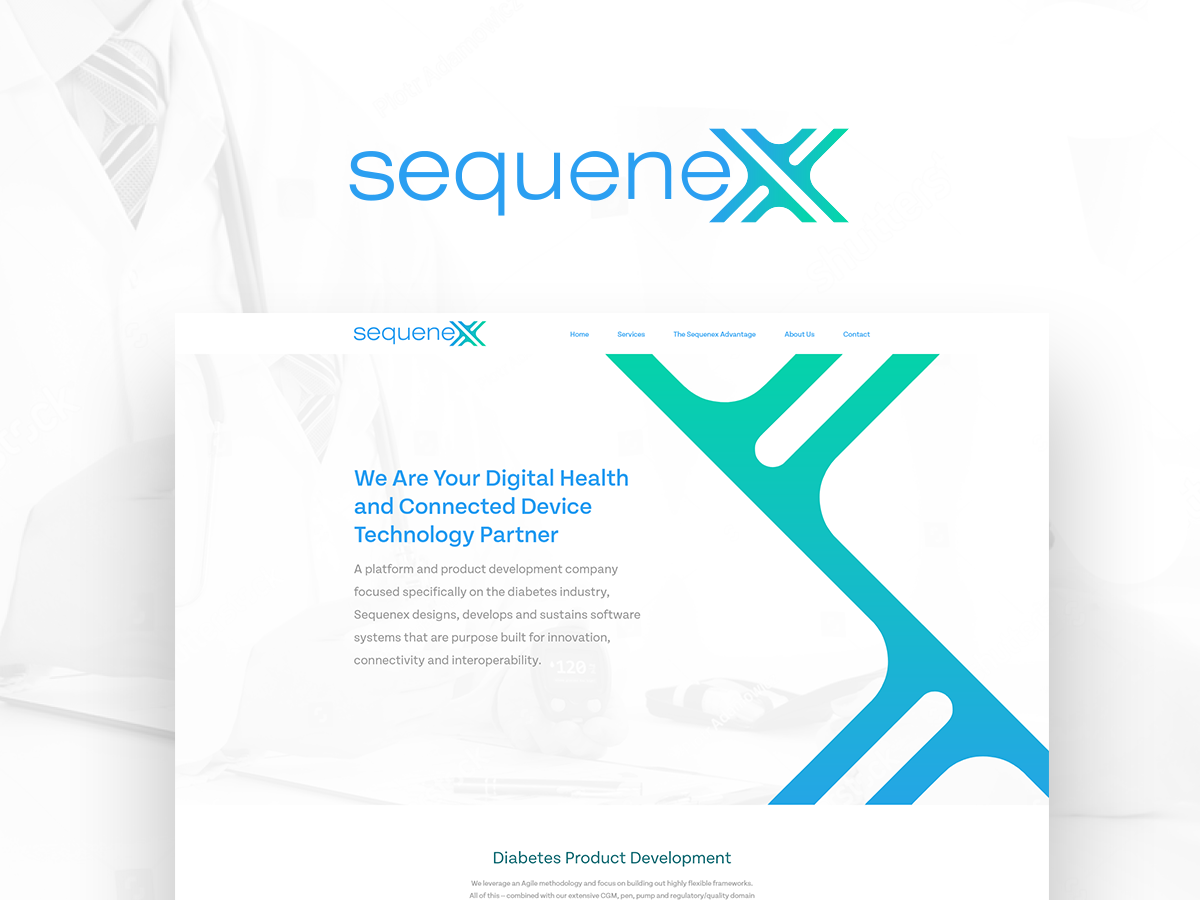 sequenex
sequenex
Home Services The Sequenex Advantage About Us Contact
We Are Your Digital Health
and Connected Device
Technology Partner
A platform and product development company
focused specifically on the diabetes industry,
Sequenex designs, develops and sustains software
systems that are purpose built for innovation,
connectivity and interoperability.
120
Diabetes Product Development
We leverage an Agile methodology and focus on building out highly flexible frameworks.
All of this – combined with our extensive CGM, pen, pump and regulatory/quality domain